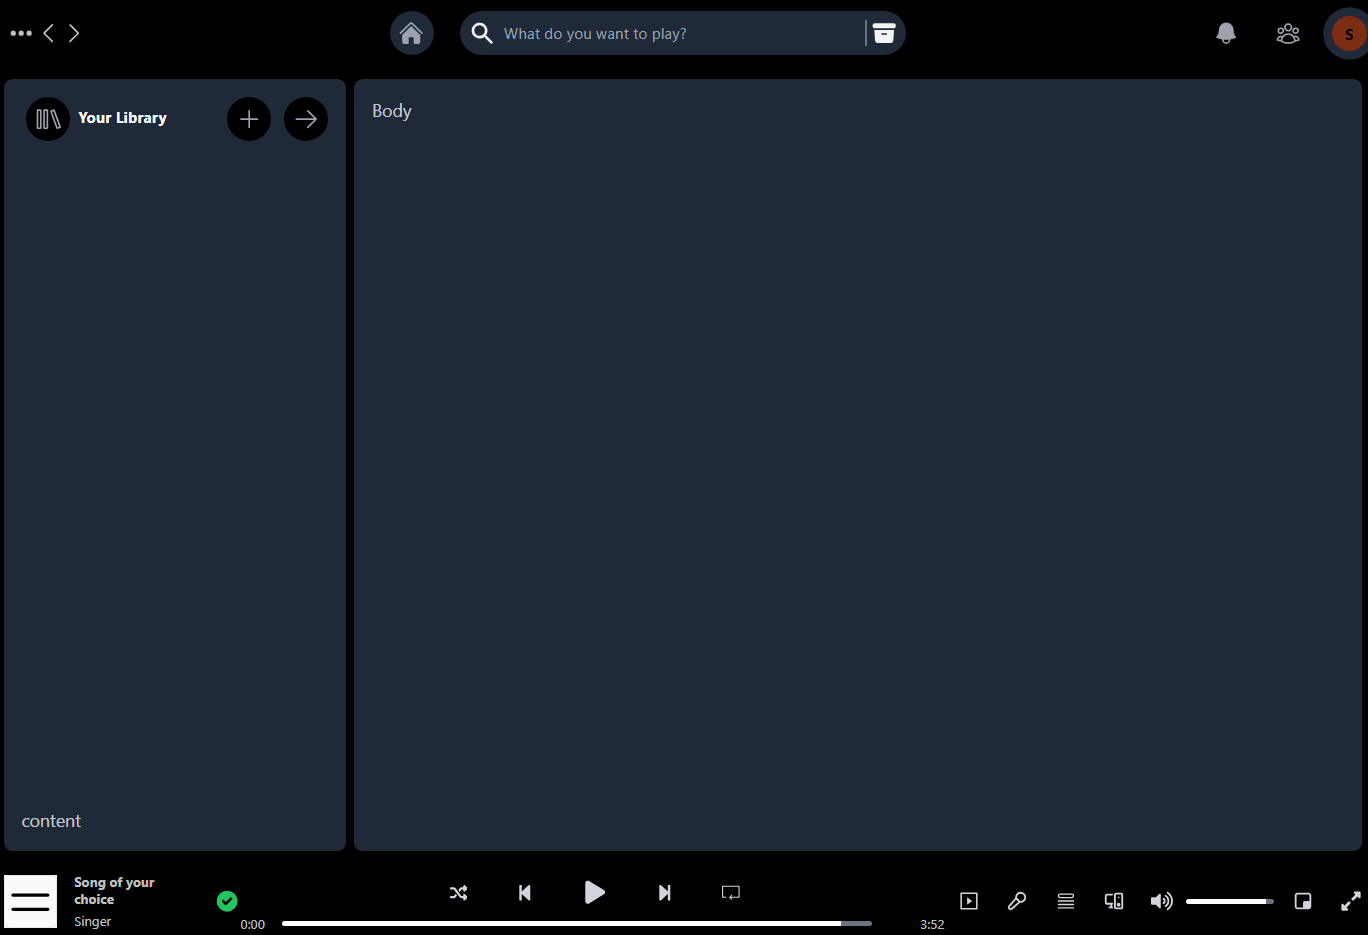 What do you want to play?
S
Your Library
Body
content
Song of your
choice
Singer
0:00
3:52